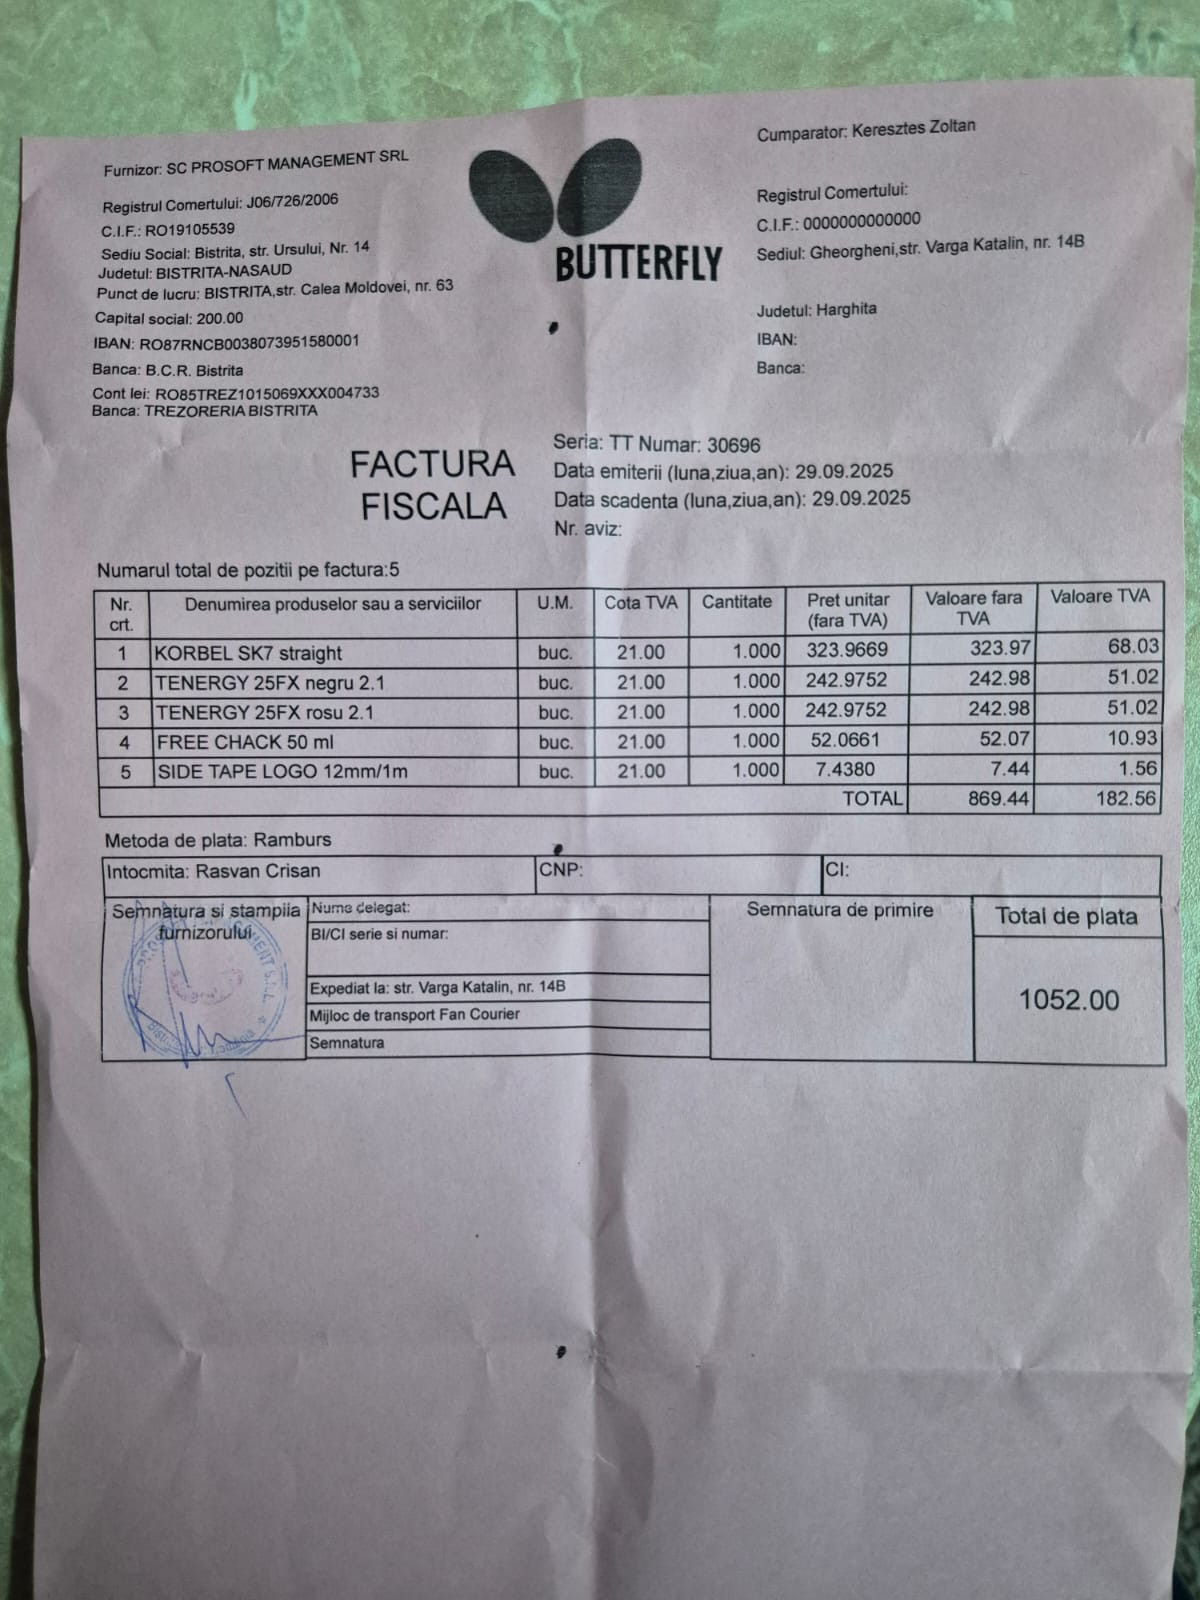 Furnizor: SC PROSOFT MANAGEMENT SRL
Registrul Comertului: J06/726/2006
C.I.F.: RO19105539
Sediu Social: Bistrita, str. Ursului, Nr. 14
Judetul: BISTRITA-NASAUD
Punct de lucru: BISTRITA,str. Calea Moldovei, nr. 63
Capital social: 200.00
IBAN: RO87RNCB0038073951580001
Banca: B.C.R. Bistrita
Cont lei: RO85TREZ1015069XXX004733
Banca: TREZORERIA BISTRITA
BUTTERFLY
Cumparator: Keresztes Zoltan
Registrul Comertului:
C.I.F.: 0000000000000
Sediul: Gheorgheni,str. Varga Katalin, nr. 14B
Judetul: Harghita
IBAN:
Banca:
FACTURA
FISCALA
Seria: TT Numar: 30696
Data emiterii (luna,ziua,an): 29.09.2025
Data scadenta (luna,ziua,an): 29.09.2025
Nr. aviz:
Numarul total de pozitii pe factura:5
Nr. crt. Denumirea produselor sau a serviciilor U.M. Cota TVA Cantitate Pret unitar (fara TVA) Valoare fara TVA Valoare TVA
1 KORBEL SK7 straight buc. 21.00 1.000 323.9669 323.97 68.03
2 TENERGY 25FX negru 2.1 buc. 21.00 1.000 242.9752 242.98 51.02
3 TENERGY 25FX rosu 2.1 buc. 21.00 1.000 242.9752 242.98 51.02
4 FREE CHACK 50 ml buc. 21.00 1.000 52.0661 52.07 10.93
5 SIDE TAPE LOGO 12mm/1m buc. 21.00 1.000 7.4380 7.44 1.56
TOTAL 869.44 182.56
Metoda de plata: Ramburs
Intocmita: Rasvan Crisan CNP: CI:
Semnatura si stampila
furnizorului
Nume delegat:
BI/CI serie si numar:
Expediat la: str. Varga Katalin, nr. 14B
Mijloc de transport Fan Courier
Semnatura
Semnatura de primire
Total de plata
1052.00